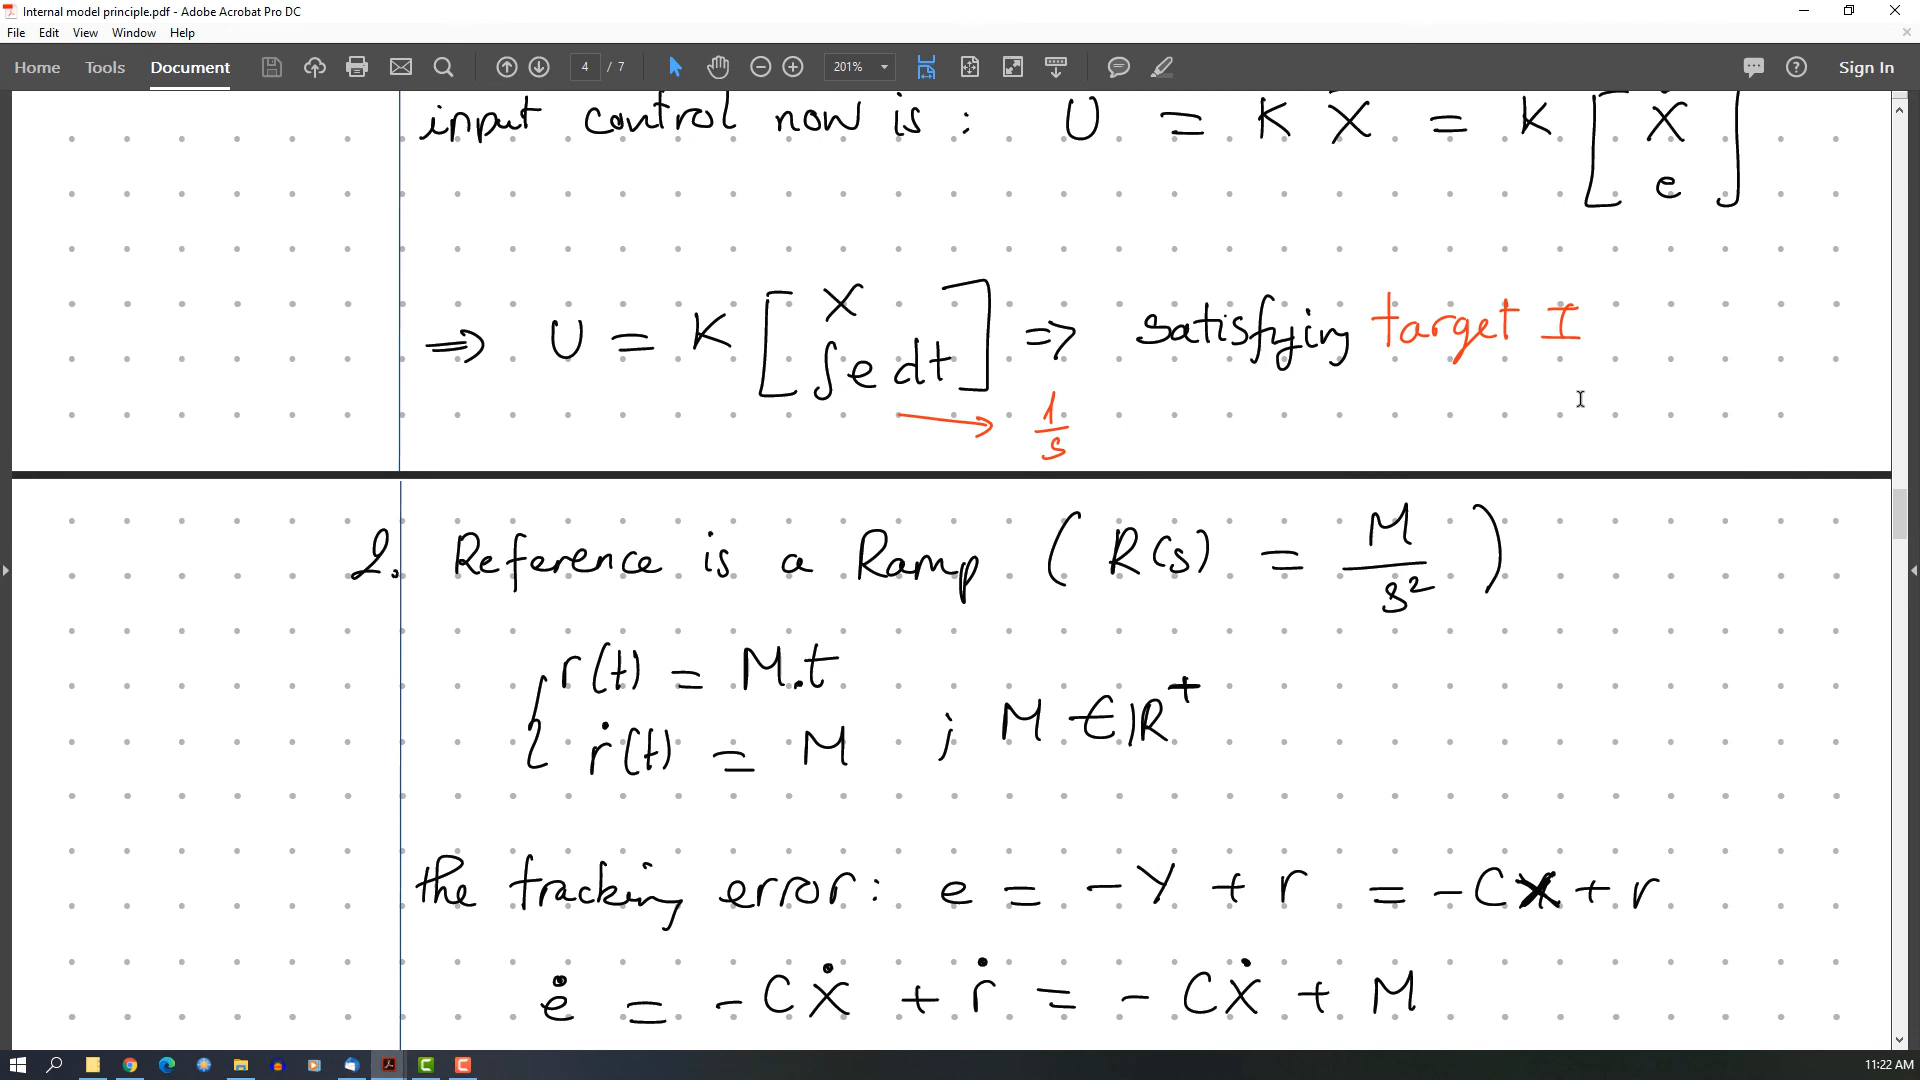 Internal model principle.pdf - Adobe Acrobat Pro DC
File Edit View Window Help
Home Tools Document 4 / 7 201% Sign In
input control now is : U = K X = K [ Ẋ e ]
⇒ U = K [ X ∫e dt ] ⇒ satisfying target I
→ 1/s
2. Reference is a Ramp ( R(s) = M/s² )
{ r(t) = M.t
ṙ(t) = M ; M ∈ ℝ⁺
the tracking error : e = -Y + r = -CX + r
ė = -CẊ + ṙ = -CẊ + M
11:22 AM